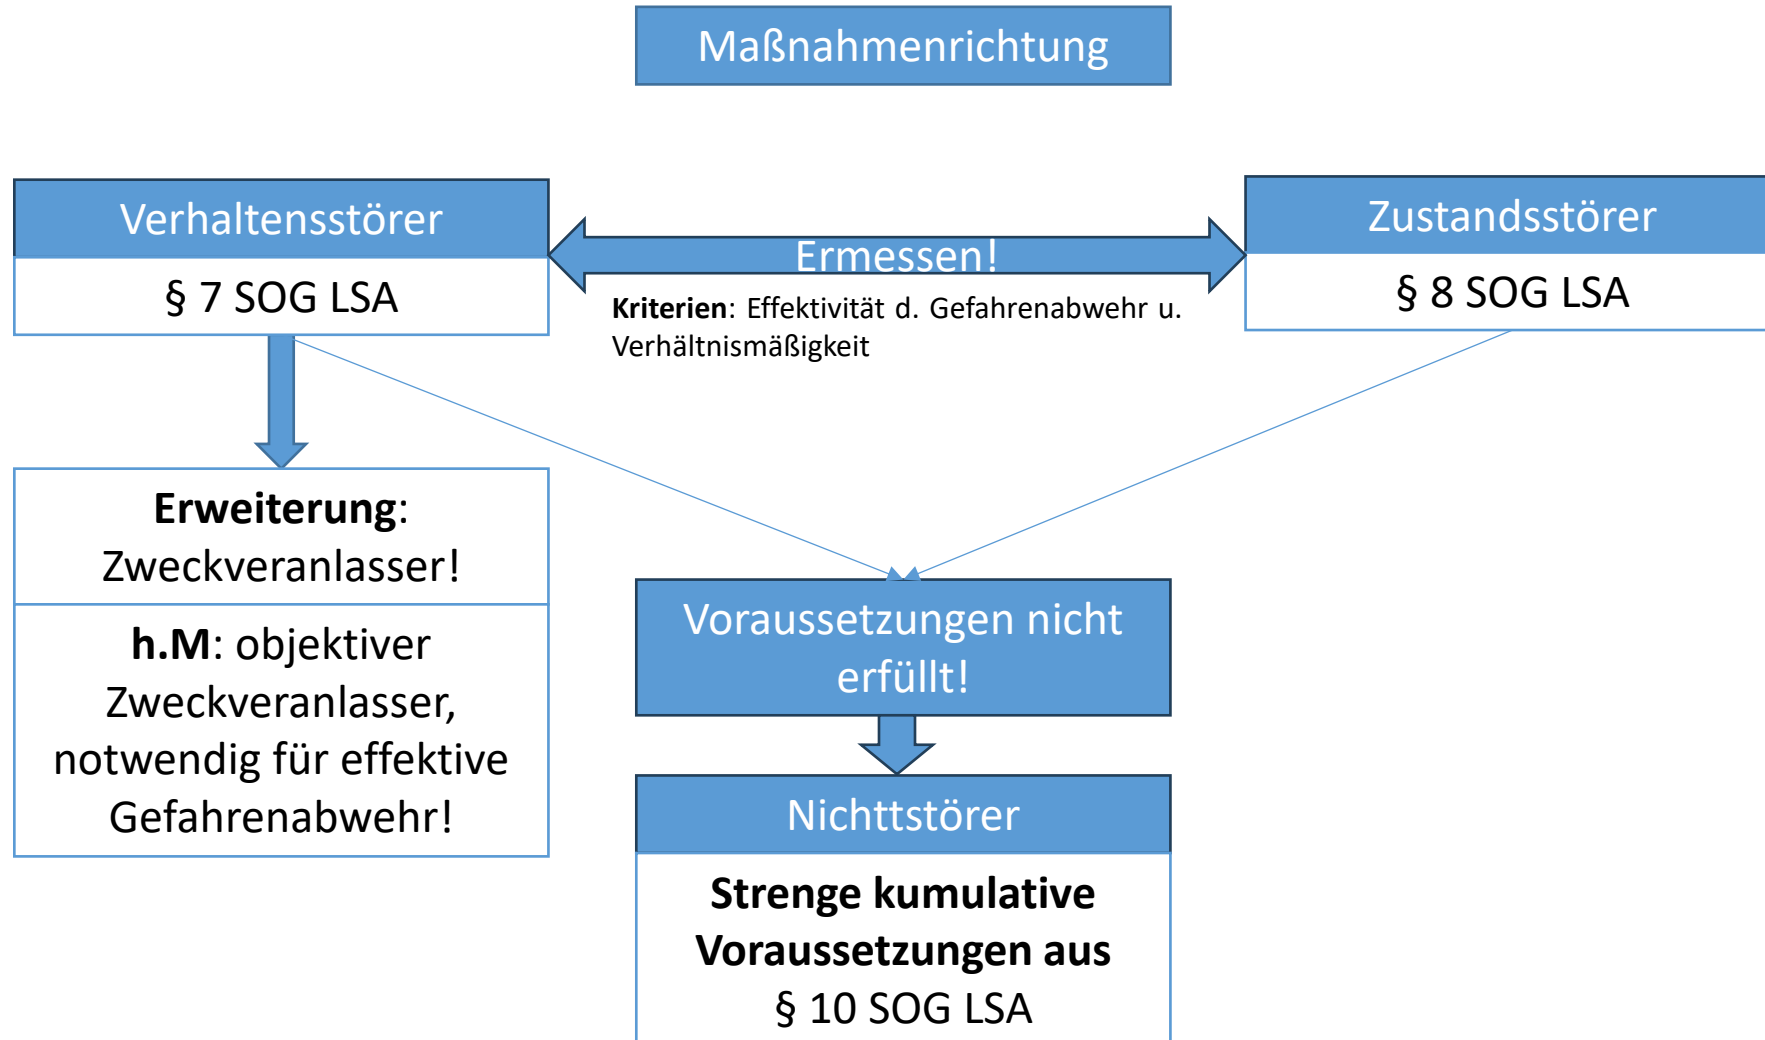 Maßnahmenrichtung
Verhaltensstörer
§ 7 SOG LSA
Ermessen!
Kriterien: Effektivität d. Gefahrenabwehr u.
Verhältnismäßigkeit
Zustandsstörer
§ 8 SOG LSA
Erweiterung:
Zweckveranlasser!
h.M: objektiver
Zweckveranlasser,
notwendig für effektive
Gefahrenabwehr!
Voraussetzungen nicht
erfüllt!
Nichttstörer
Strenge kumulative
Voraussetzungen aus
§ 10 SOG LSA